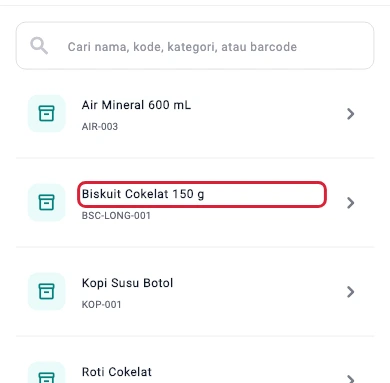 Cari nama, kode, kategori, atau barcode
Air Mineral 600 mL
AIR-003
Biskuit Cokelat 150 g
BSC-LONG-001
Kopi Susu Botol
KOP-001
Roti Cokelat